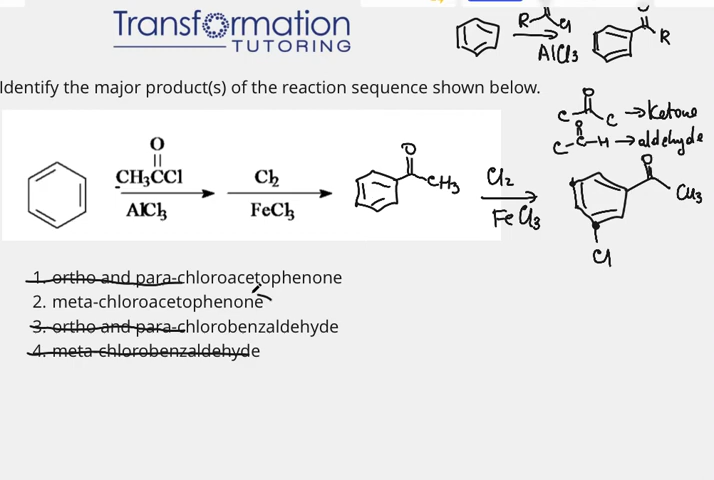 Transformation
TUTORING
R Cl
AlCl3
O
R
Identify the major product(s) of the reaction sequence shown below.
O
C C → Ketone
O
C-C-H → aldehyde
O
CH3CCl
AlCl3
Cl2
FeCl3
O
CH3
Cl2
FeCl3
O
CH3
Cl
1. ortho and para-chloroacetophenone
2. meta-chloroacetophenone
3. ortho and para-chlorobenzaldehyde
4. meta-chlorobenzaldehyde